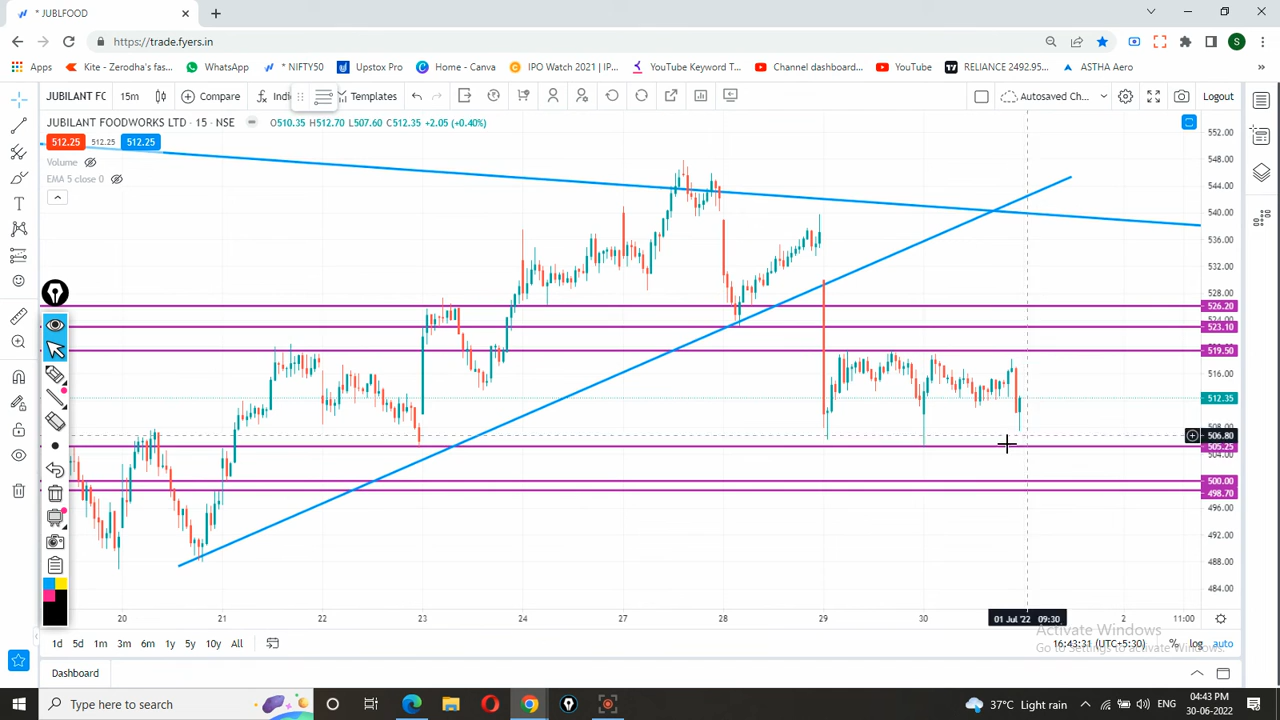 * JUBLFOOD
https://trade.fyers.in
Apps Kite - Zerodha's fas... WhatsApp * NIFTY50 Upstox Pro Home - Canva IPO Watch 2021 | IP... YouTube Keyword T... Channel dashboard... YouTube RELIANCE 2492.95... ASTHA Aero »
JUBILANT FC 15m Compare Indi Templates Autosaved Ch... Logout
JUBILANT FOODWORKS LTD · 15 · NSE O510.35 H512.70 L507.60 C512.35 +2.05 (+0.40%)
512.25 512.25 512.25
Volume
EMA 5 close 0
552.00
548.00
544.00
540.00
536.00
532.00
528.00
526.20
524.00
523.10
519.50
516.00
512.35
508.00
506.80
505.25
504.00
500.00
498.70
496.00
492.00
488.00
484.00
20 21 22 23 24 27 28 29 30 01 Jul '22 09:30 2 11:00
Activate Windows
Go to Settings to activate Windows.
1d 5d 1m 3m 6m 1y 5y 10y All 16:43:31 (UTC+5:30) % log auto
Dashboard
Type here to search 37°C Light rain ENG 04:43 PM
30-06-2022